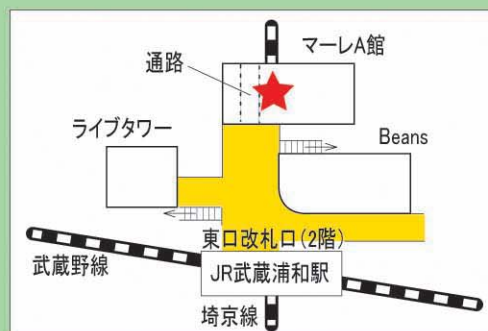 マーレA館
通路
ライブタワー
Beans
東口改札口(2階)
武蔵野線
JR武蔵浦和駅
埼京線